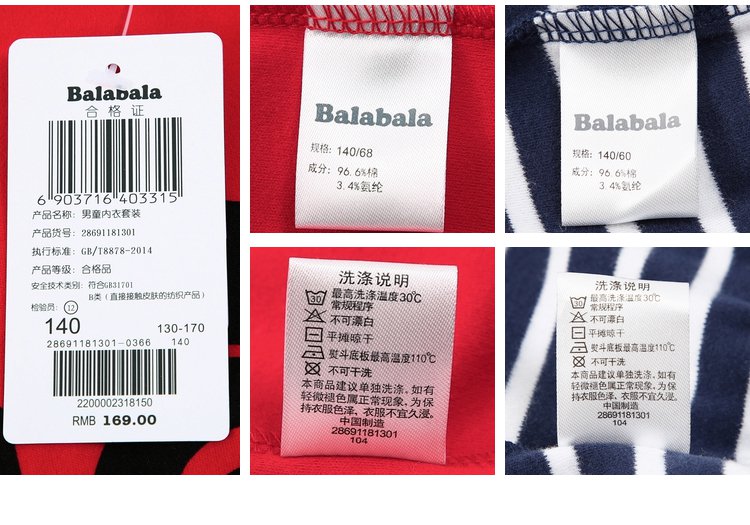 Balabala
合格证
6 903716 403315
产品名称: 男童内衣套装
产品货号: 28691181301
执行标准: GB/T8878-2014
产品等级: 合格品
安全技术类别: 符合GB31701
B类 (直接接触皮肤的纺织产品)
检验员: 12
140 130-170
28691181301-0366 140
2200002318150
RMB 169.00
Balabala
规格: 140/68
成分: 96.6%棉
3.4%氨纶
Balabala
规格: 140/60
成分: 96.6%棉
3.4%氨纶
洗涤说明
30 最高洗涤温度30℃
常规程序
不可漂白
平摊晾干
熨斗底板最高温度110℃
不可干洗
本商品建议单独洗涤.如有
轻微褪色属正常现象,为保
持衣服色泽、衣服不宜久浸.
中国制造
28691181301
104
洗涤说明
30 最高洗涤温度30℃
常规程序
不可漂白
平摊晾干
熨斗底板最高温度110℃
不可干洗
本商品建议单独洗涤.如有
轻微褪色属正常现象,为保
持衣服色泽、衣服不宜久浸.
中国制造
28691181301
104